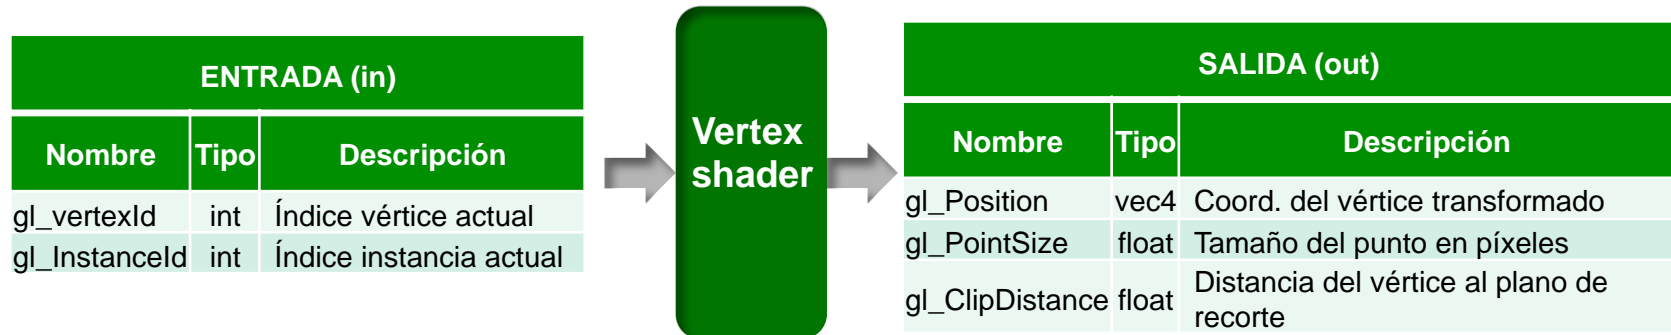 ENTRADA (in)
Nombre Tipo Descripción
gl_vertexId int Índice vértice actual
gl_InstanceId int Índice instancia actual
Vertex
shader
SALIDA (out)
Nombre Tipo Descripción
gl_Position vec4 Coord. del vértice transformado
gl_PointSize float Tamaño del punto en píxeles
gl_ClipDistance float Distancia del vértice al plano de
recorte